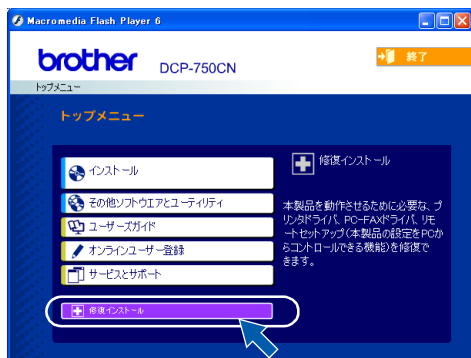 Macromedia Flash Player 6
brother
DCP-750CN
終了
トップメニュー
トップメニュー
インストール
その他ソフトウエアとユーティリティ
ユーザーズガイド
オンラインユーザー登録
サービスとサポート
修復インストール
修復インストール
本製品を動作させるために必要な、プ
リンタドライバ、PC-FAXドライバ、リモ
ートセットアップ(本製品の設定をPCか
らコントロールできる機能)を修復で
きます。